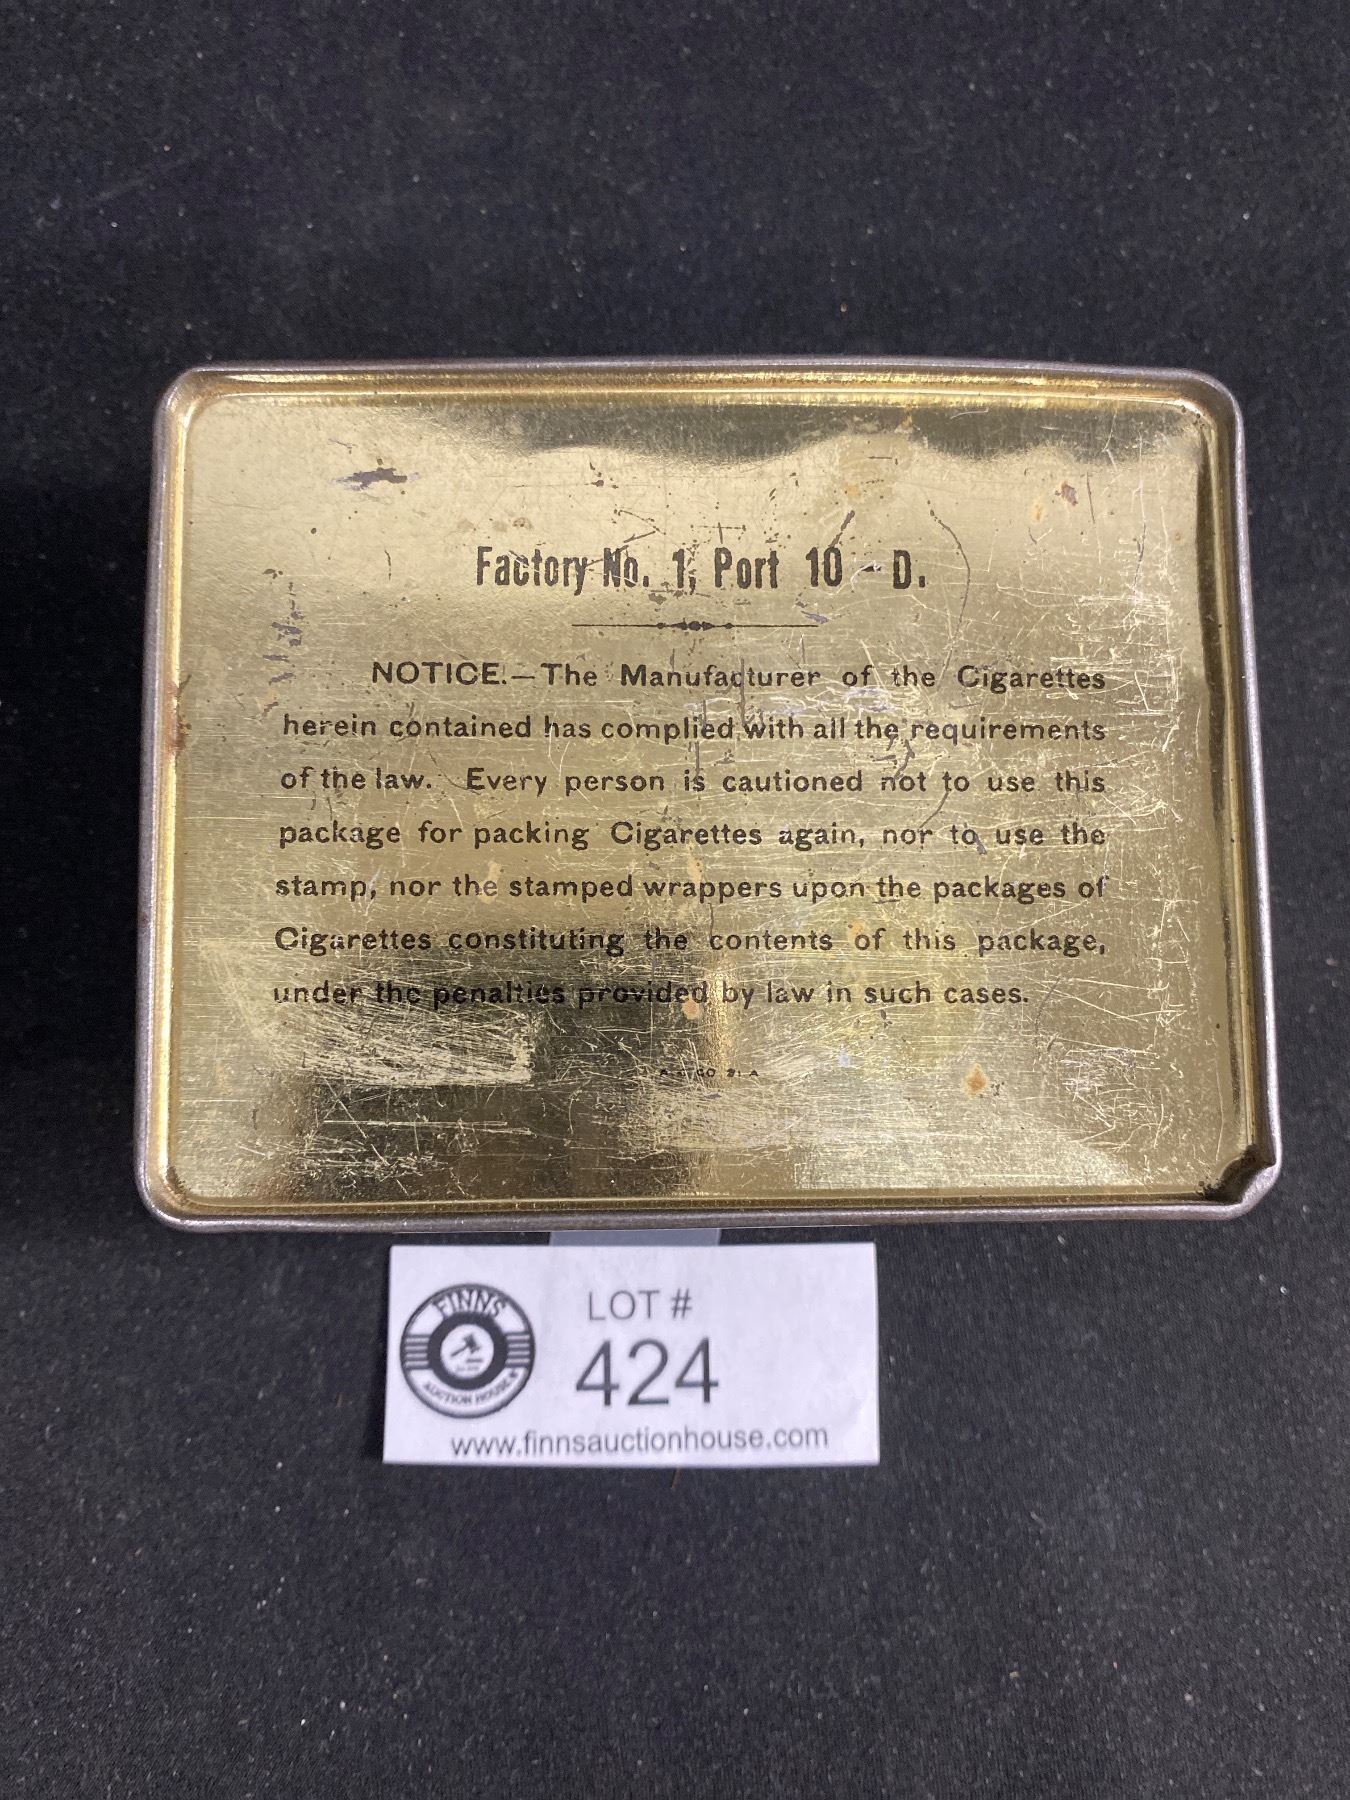 Factory No. 1, Port 10 - D.
NOTICE.—The Manufacturer of the Cigarettes
herein contained has complied with all the requirements
of the law. Every person is cautioned not to use this
package for packing Cigarettes again, nor to use the
stamp, nor the stamped wrappers upon the packages of
Cigarettes constituting the contents of this package,
under the penalties provided by law in such cases.
FINNS
AUCTION HOUSE
LOT #
424
www.finnsauctionhouse.com